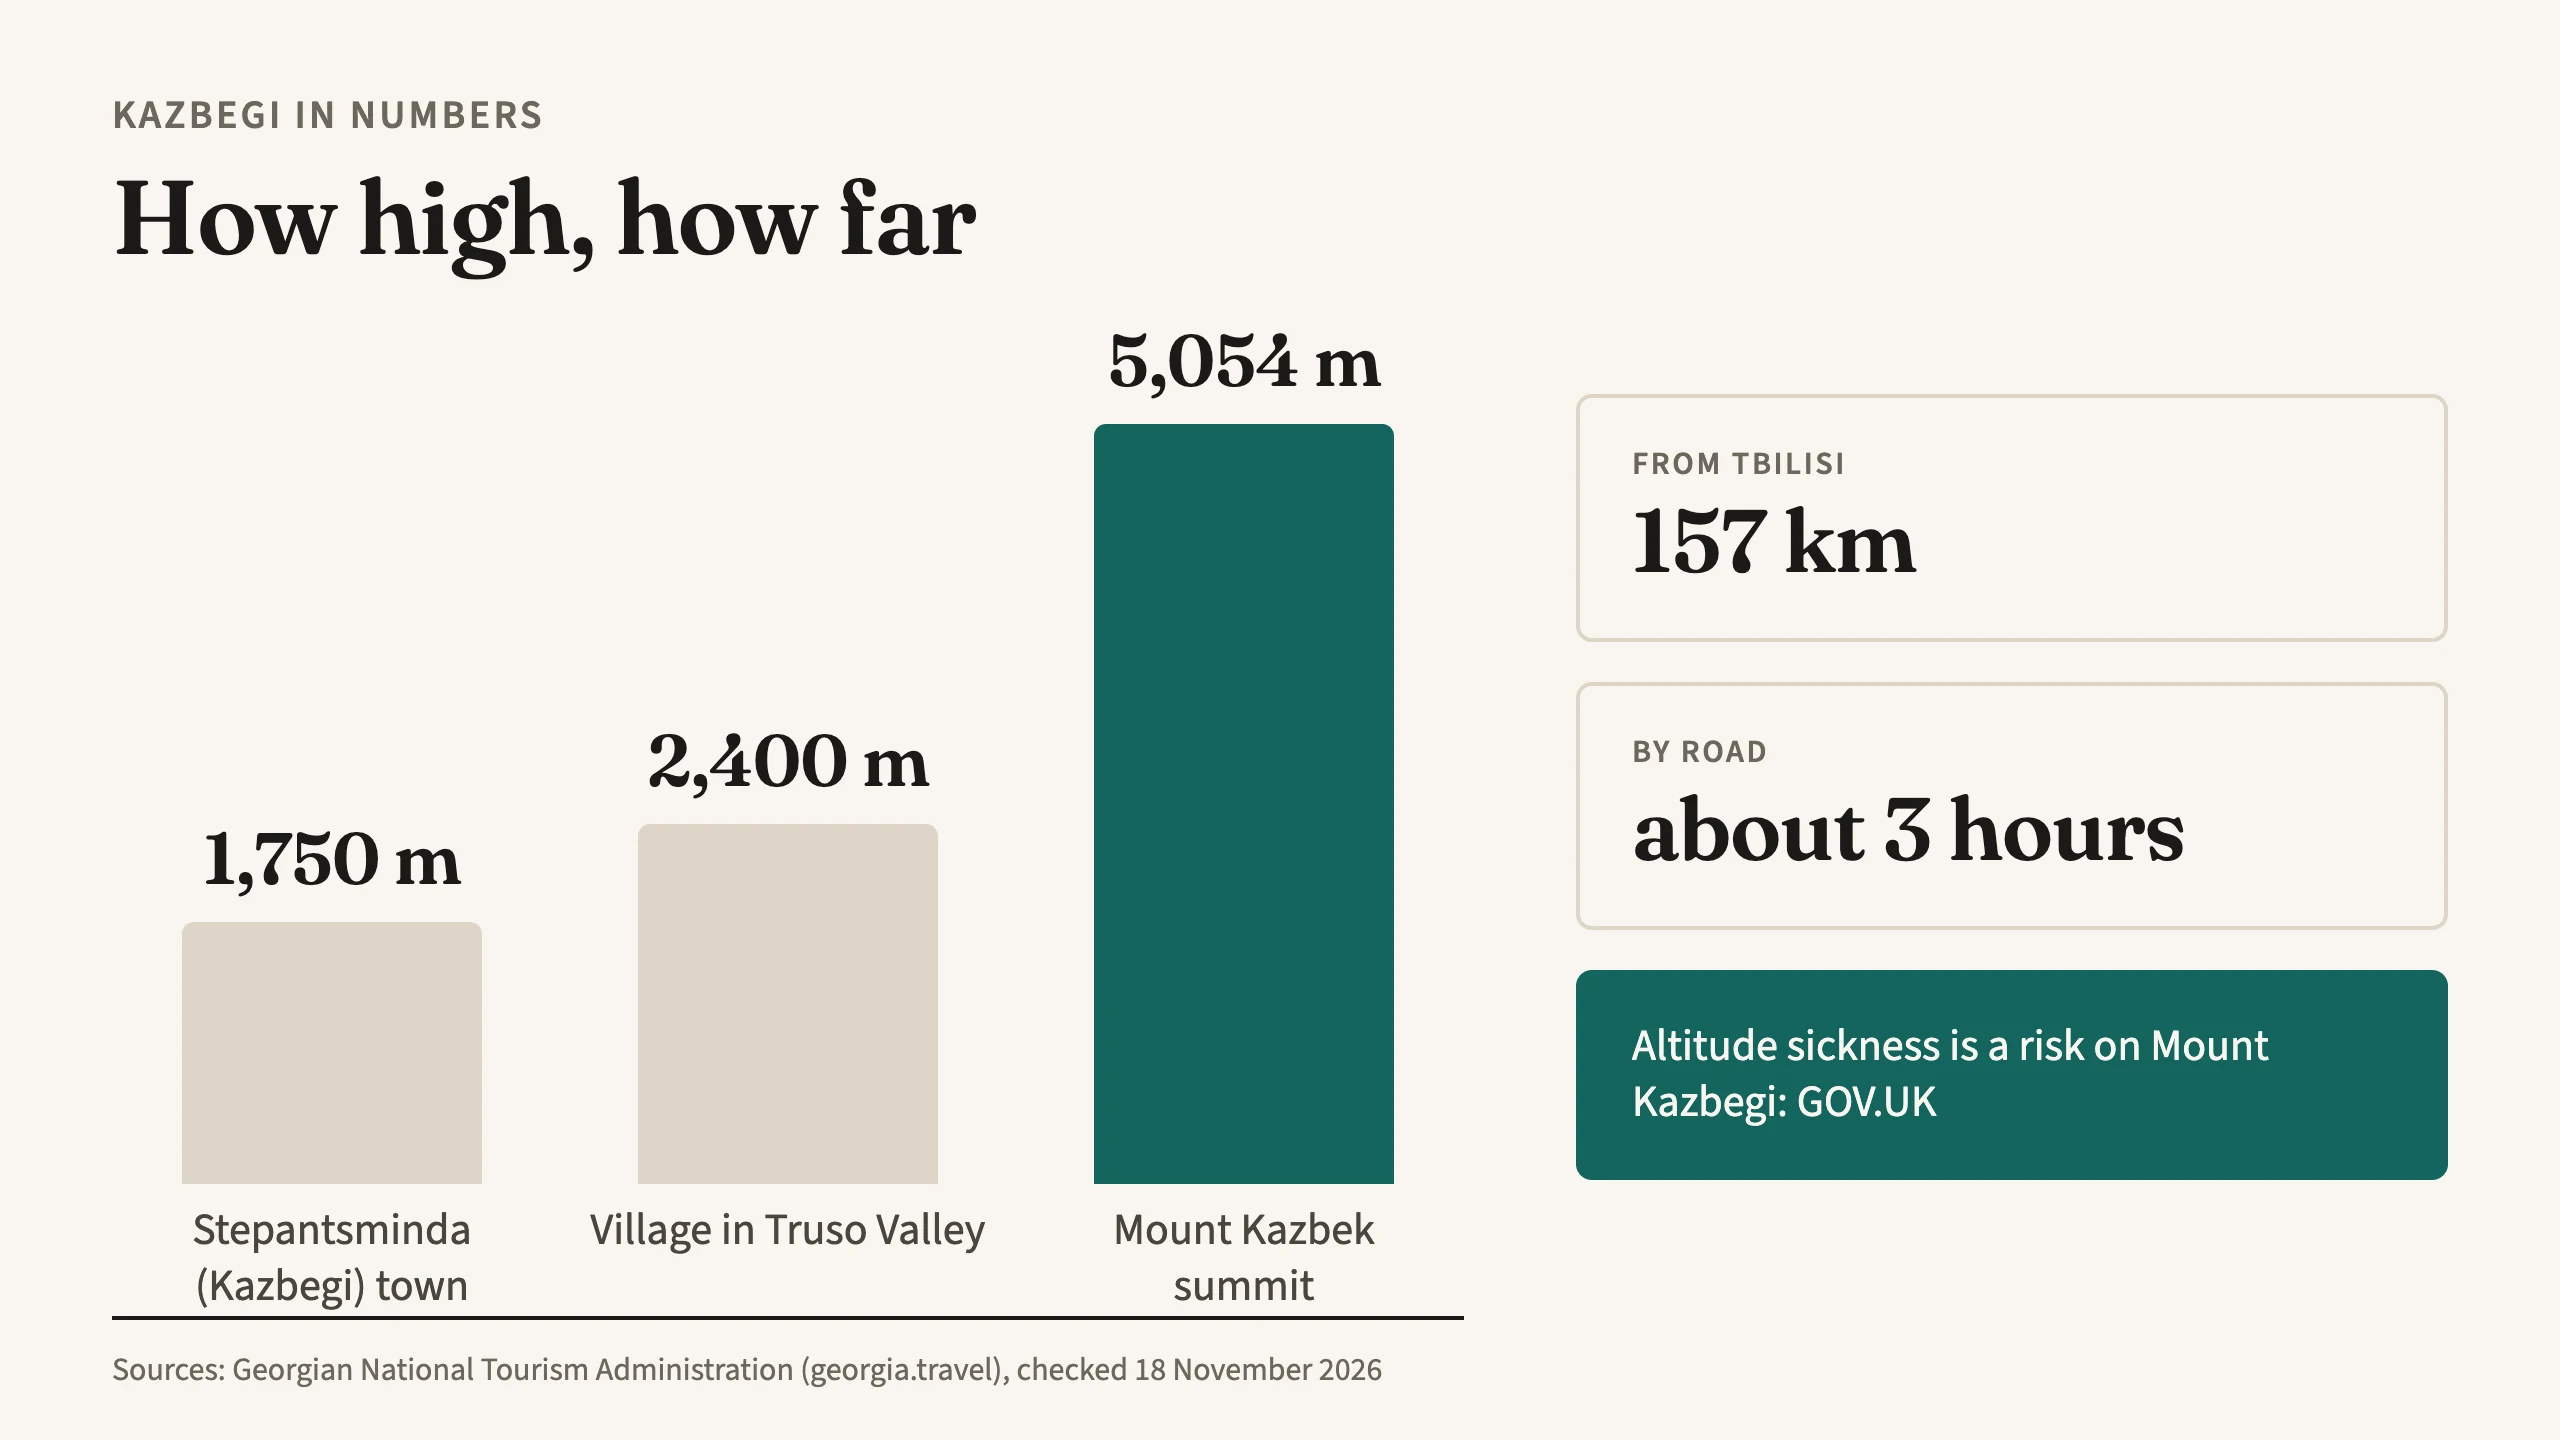 KAZBEGI IN NUMBERS
How high, how far
1,750 m
2,400 m
5,054 m
Stepantsminda
(Kazbegi) town
Village in Truso Valley
Mount Kazbek
summit
FROM TBILISI
157 km
BY ROAD
about 3 hours
Altitude sickness is a risk on Mount
Kazbegi: GOV.UK
Sources: Georgian National Tourism Administration (georgia.travel), checked 18 November 2026